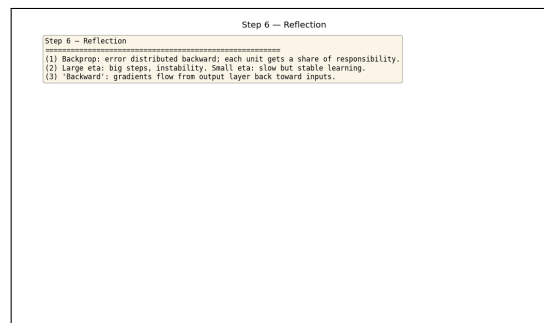 Step 6 — Reflection
Step 6 — Reflection
=======================================================
(1) Backprop: error distributed backward; each unit gets a share of responsibility.
(2) Large eta: big steps, instability. Small eta: slow but stable learning.
(3) 'Backward': gradients flow from output layer back toward inputs.